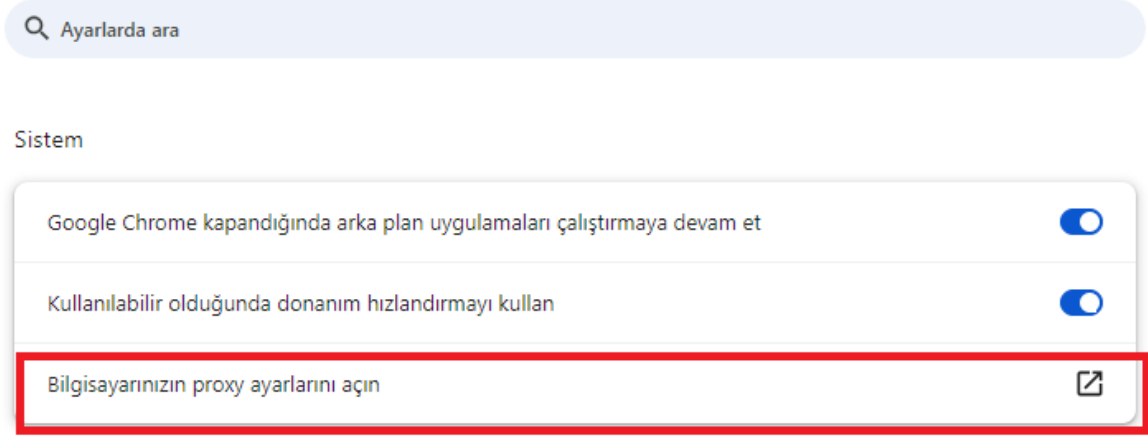 Ayarlarda ara
Sistem
Google Chrome kapandığında arka plan uygulamaları çalıştırmaya devam et
Kullanılabilir olduğunda donanım hızlandırmayı kullan
Bilgisayarınızın proxy ayarlarını açın